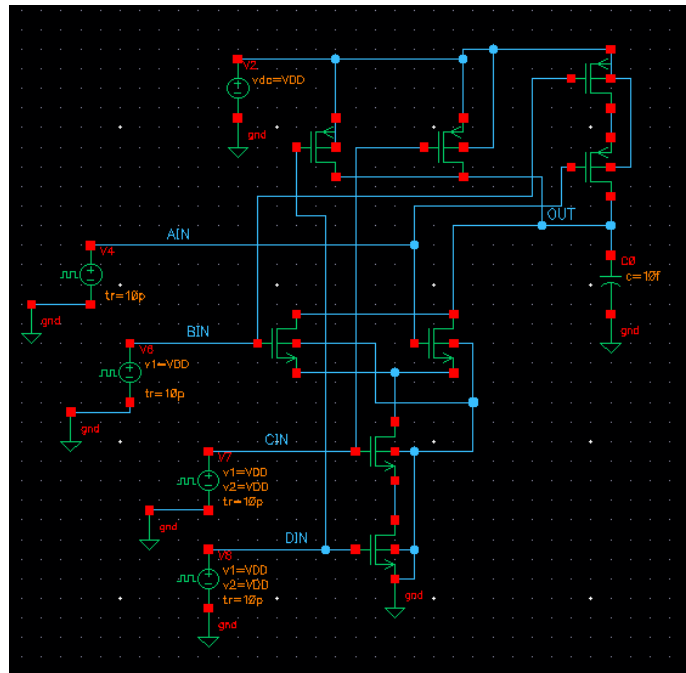 V2
vdc=VDD
gnd
OUT
AIN
V4
tr=10p
gnd
C0
c=10f
gnd
BIN
V6
v1=VDD
tr=10p
gnd
CIN
V7
v1=VDD
v2=VDD
tr=10p
gnd
DIN
V8
v1=VDD
v2=VDD
tr=10p
gnd
gnd